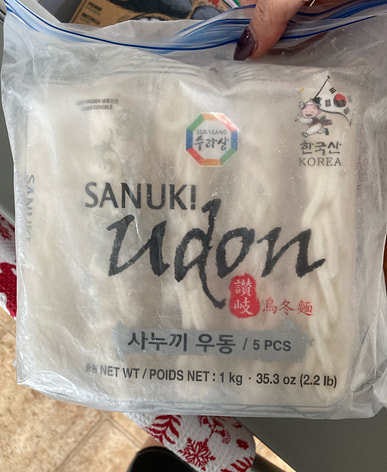 SURASANG
수라상
한국산
KOREA
SANUKI
udon
讃岐
烏冬麵
사누끼 우동 / 5 PCS
NET WT / POIDS NET : 1 kg · 35.3 oz (2.2 lb)